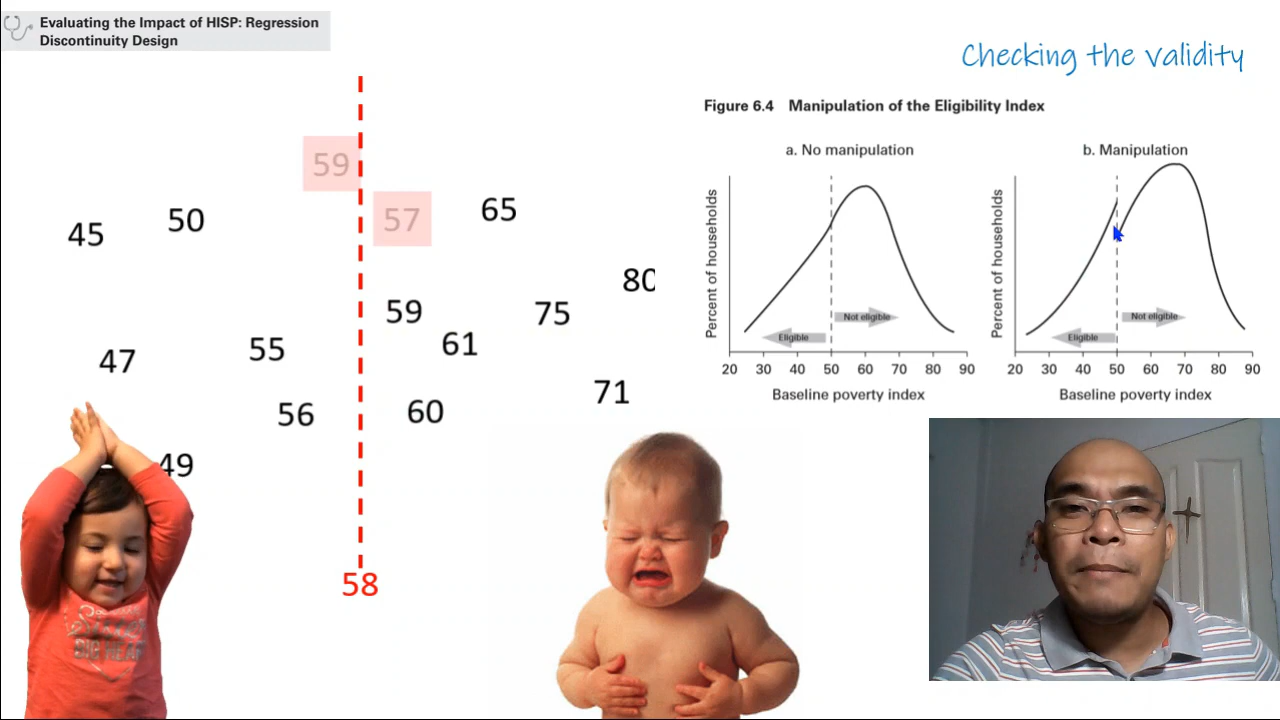 Evaluating the Impact of HISP: Regression
Discontinuity Design
Checking the validity
59
57
65
45
50
80
59
75
61
47
55
71
56
60
49
58
Figure 6.4 Manipulation of the Eligibility Index
a. No manipulation
Percent of households
Not eligible
Eligible
20 30 40 50 60 70 80 90
Baseline poverty index
b. Manipulation
Percent of households
Not eligible
Eligible
20 30 40 50 60 70 80 90
Baseline poverty index
BIG HEART